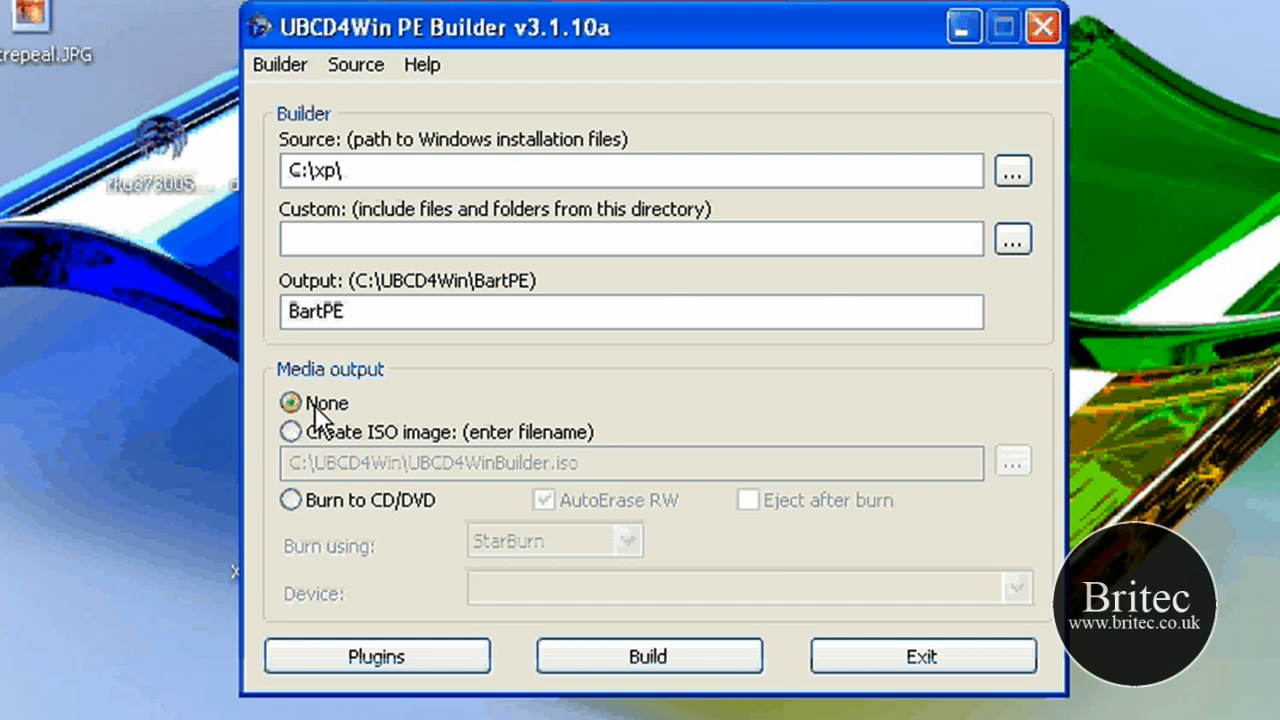 trepeal.JPG
UBCD4Win PE Builder v3.1.10a
Builder Source Help
Builder
Source: (path to Windows installation files)
C:\xp\
...
Custom: (include files and folders from this directory)
...
Output: (C:\UBCD4Win\BartPE)
BartPE
Media output
None
Create ISO image: (enter filename)
C:\UBCD4Win\UBCD4WinBuilder.iso
...
Burn to CD/DVD
AutoErase RW
Eject after burn
Burn using:
StarBurn
Device:
Plugins
Build
Exit
Britec
www.britec.co.uk